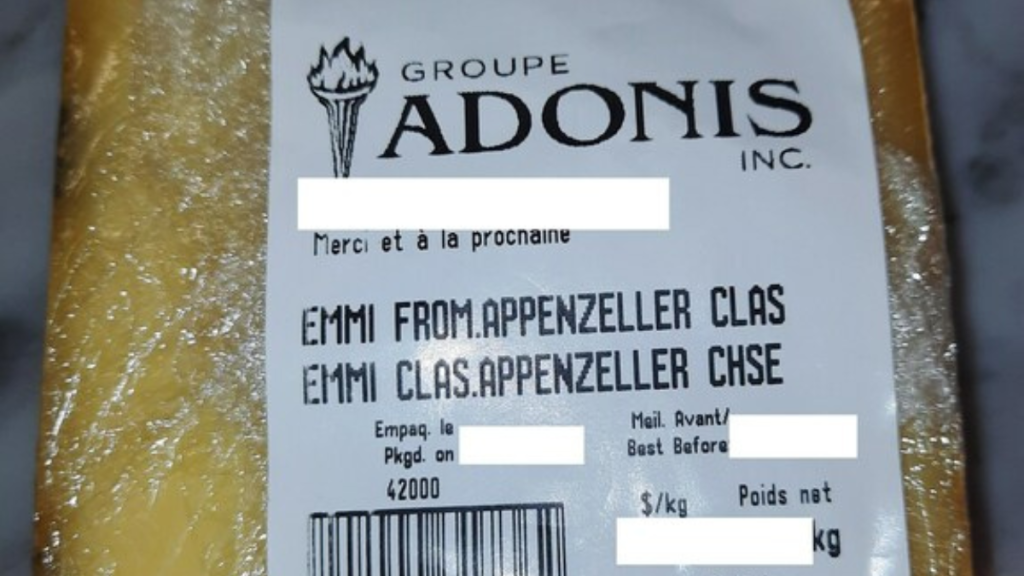 GROUPE
ADONIS
INC.
Merci et à la prochaine
EMMI FROM.APPENZELLER CLAS
EMMI CLAS.APPENZELLER CHSE
Empaq. le
Pkgd. on
Meil. Avant/
Best Before
42000
$/kg Poids net
kg